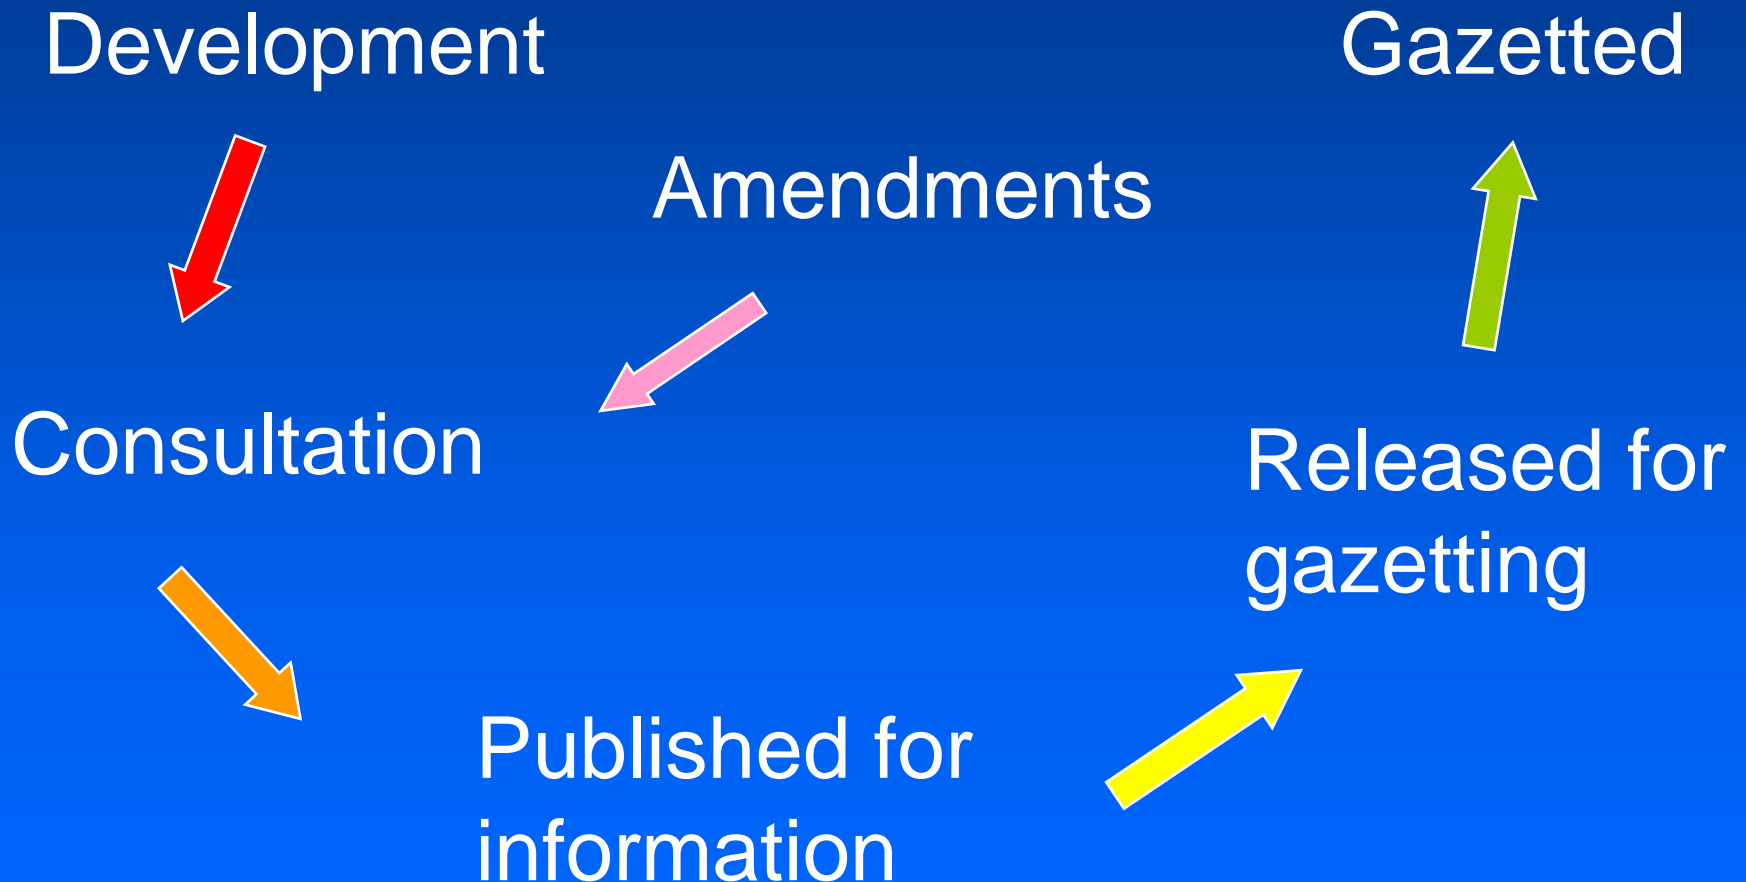 Development
Gazetted
Amendments
Consultation
Released for
gazetting
Published for
information